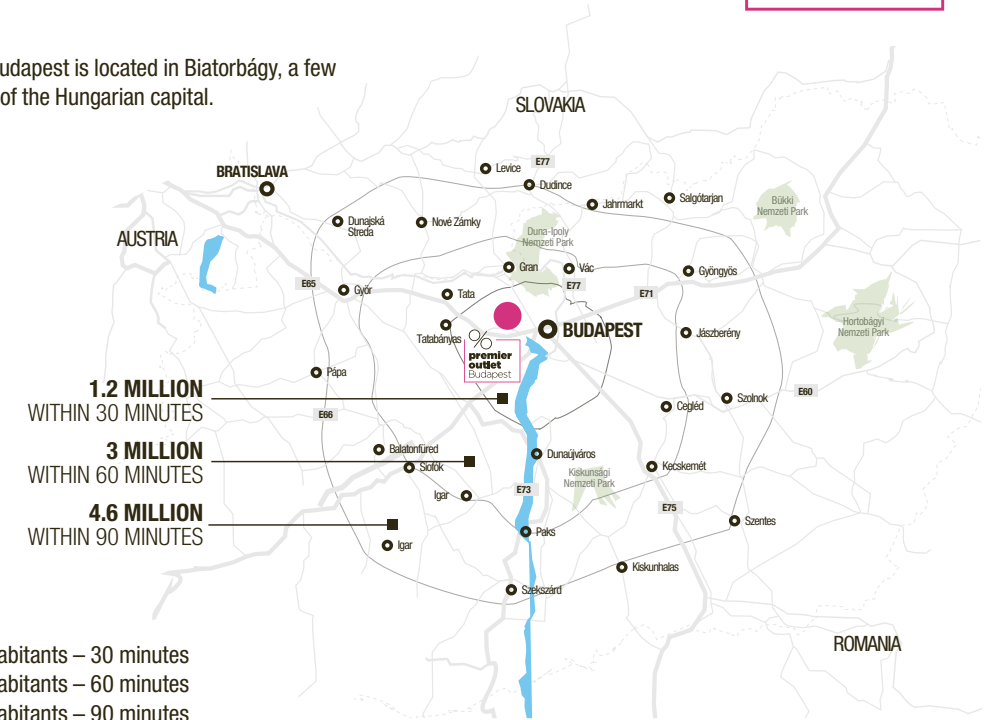 udapest is located in Biatorbágy, a few
of the Hungarian capital.
SLOVAKIA
Levice
E77
BRATISLAVA
Dudince
Jahrmarkt
Salgótarjan
Bükki
Nemzeti Park
Dunajská
Streda
Nové Zámky
AUSTRIA
Duna-Ipoly
Nemzeti Park
Gran
Vác
Gyöngyös
E65
Győr
Tata
E77
E71
Tatabányas
BUDAPEST
Jászberény
Hortobágyi
Nemzeti Park
premier
outlet
Budapest
Pápa
1.2 MILLION
WITHIN 30 MINUTES
E66
Cegléd
Szolnok
E60
3 MILLION
WITHIN 60 MINUTES
Balatonfüred
Siófok
Dunaújváros
Kecskemét
Kiskunsági
Nemzeti Park
Igar
E73
4.6 MILLION
WITHIN 90 MINUTES
E75
Szentes
Paks
Igar
Kiskunhalas
Szekszárd
ROMANIA
abitants – 30 minutes
abitants – 60 minutes
abitants – 90 minutes